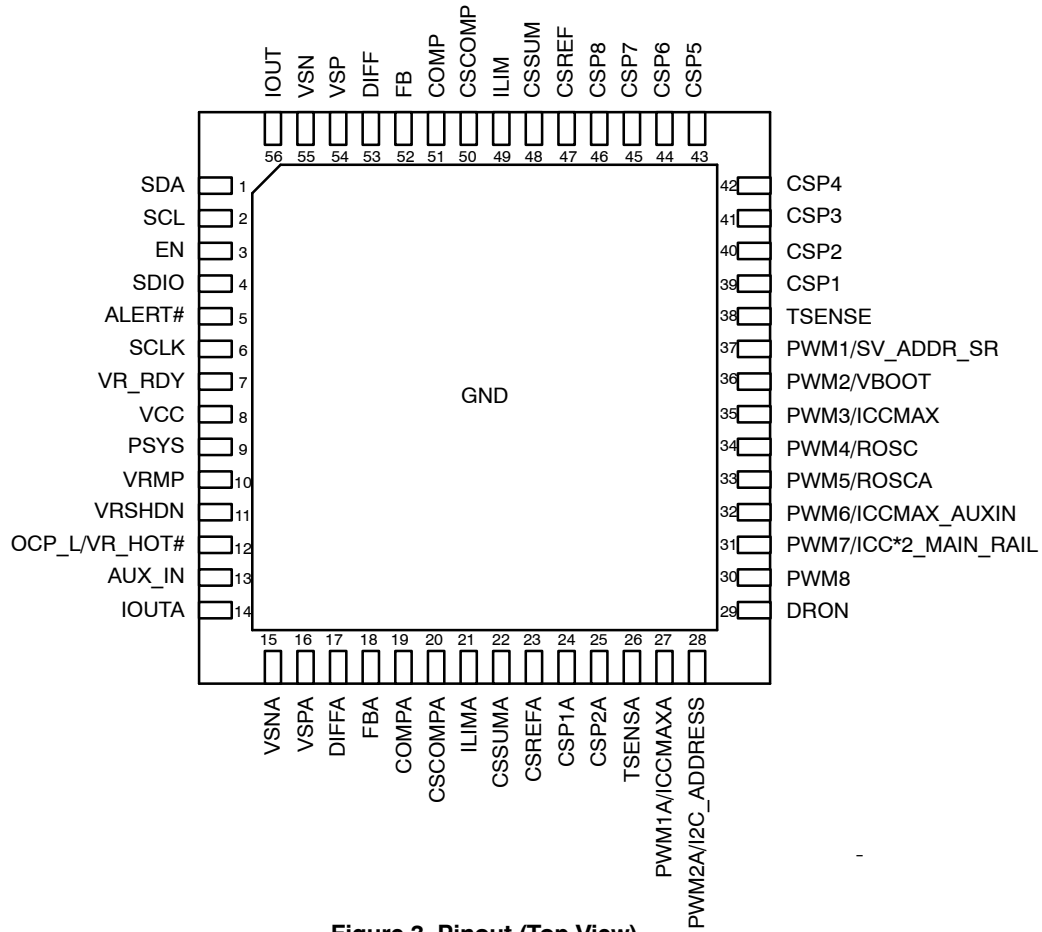 IOUT
VSN
VSP
DIFF
FB
COMP
CSCOMP
ILIM
CSSUM
CSREF
CSP8
CSP7
CSP6
CSP5
56 55 54 53 52 51 50 49 48 47 46 45 44 43
SDA 1 42 CSP4
SCL 2 41 CSP3
EN 3 40 CSP2
SDIO 4 39 CSP1
ALERT# 5 38 TSENSE
SCLK 6 37 PWM1/SV_ADDR_SR
VR_RDY 7 36 PWM2/VBOOT
GND
VCC 8 35 PWM3/ICCMAX
PSYS 9 34 PWM4/ROSC
VRMP 10 33 PWM5/ROSCA
VRSHDN 11 32 PWM6/ICCMAX_AUXIN
OCP_L/VR_HOT# 12 31 PWM7/ICC*2_MAIN_RAIL
AUX_IN 13 30 PWM8
IOUTA 14 29 DRON
15 16 17 18 19 20 21 22 23 24 25 26 27 28
VSNA
VSPA
DIFFA
FBA
COMPA
CSCOMPA
ILIMA
CSSUMA
CSREFA
CSP1A
CSP2A
TSENSA
PWM1A/ICCMAXA
PWM2A/I2C_ADDRESS